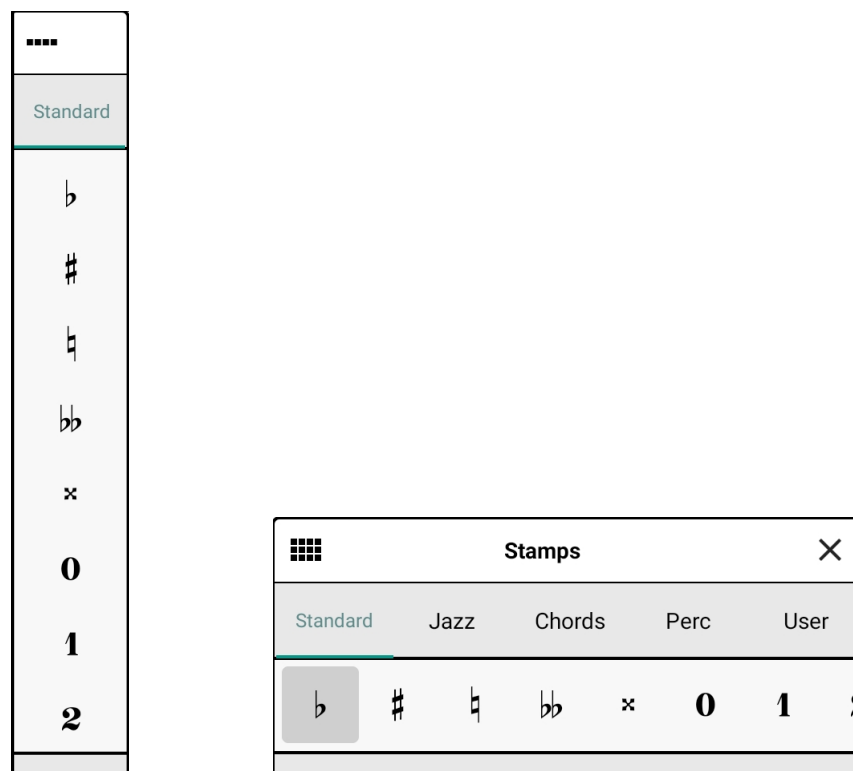 Standard
♭
♯
♮
𝄫
𝄪
0
1
2
Stamps
Standard Jazz Chords Perc User
♭ ♯ ♮ 𝄫 𝄪 0 1